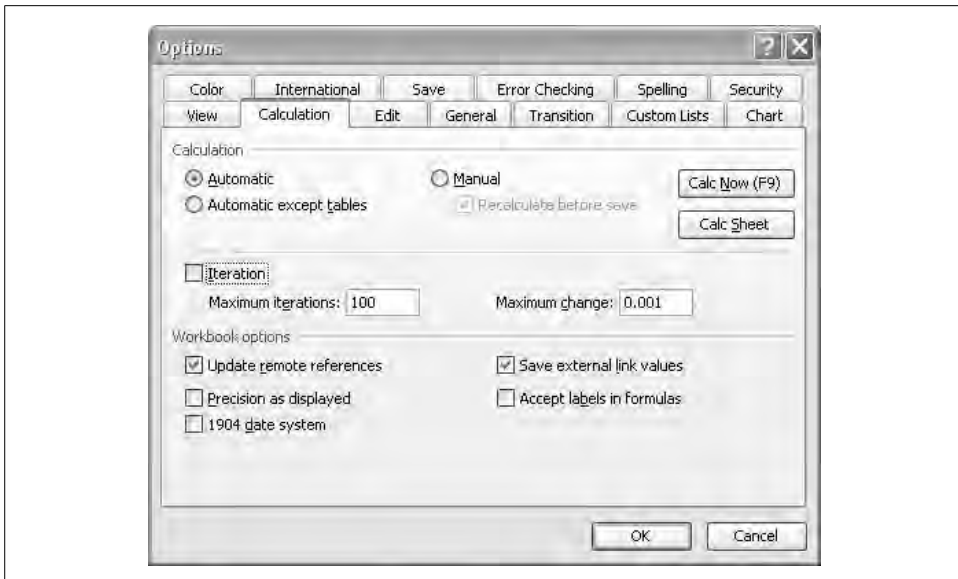 Options
Color International Save Error Checking Spelling Security
View Calculation Edit General Transition Custom Lists Chart
Calculation
Automatic Manual Calc Now (F9)
Automatic except tables Recalculate before save
Calc Sheet
Iteration
Maximum iterations: 100 Maximum change: 0.001
Workbook options
Update remote references Save external link values
Precision as displayed Accept labels in formulas
1904 date system
OK Cancel